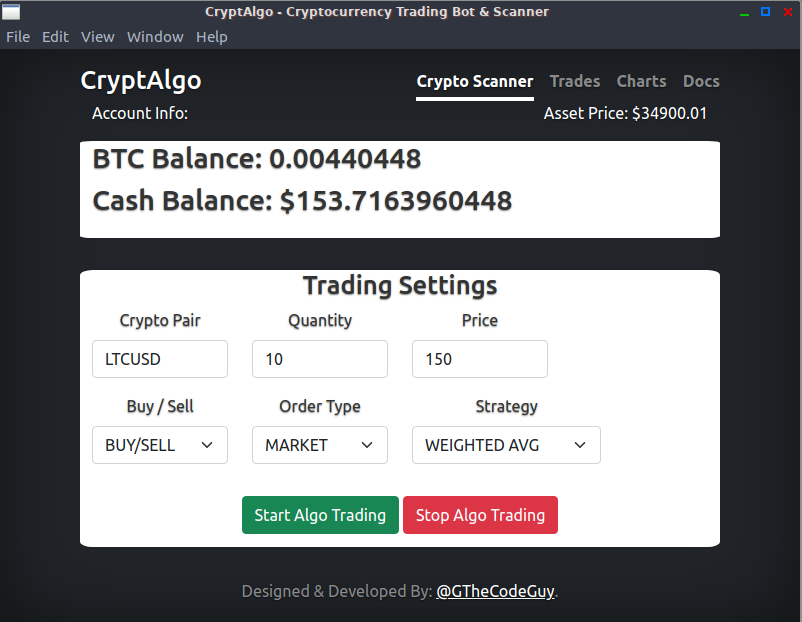 CryptAlgo - Cryptocurrency Trading Bot & Scanner
File Edit View Window Help
CryptAlgo Crypto Scanner Trades Charts Docs
Account Info: Asset Price: $34900.01
BTC Balance: 0.00440448
Cash Balance: $153.7163960448
Trading Settings
Crypto Pair Quantity Price
LTCUSD 10 150
Buy / Sell Order Type Strategy
BUY/SELL MARKET WEIGHTED AVG
Start Algo Trading Stop Algo Trading
Designed & Developed By: @GTheCodeGuy.